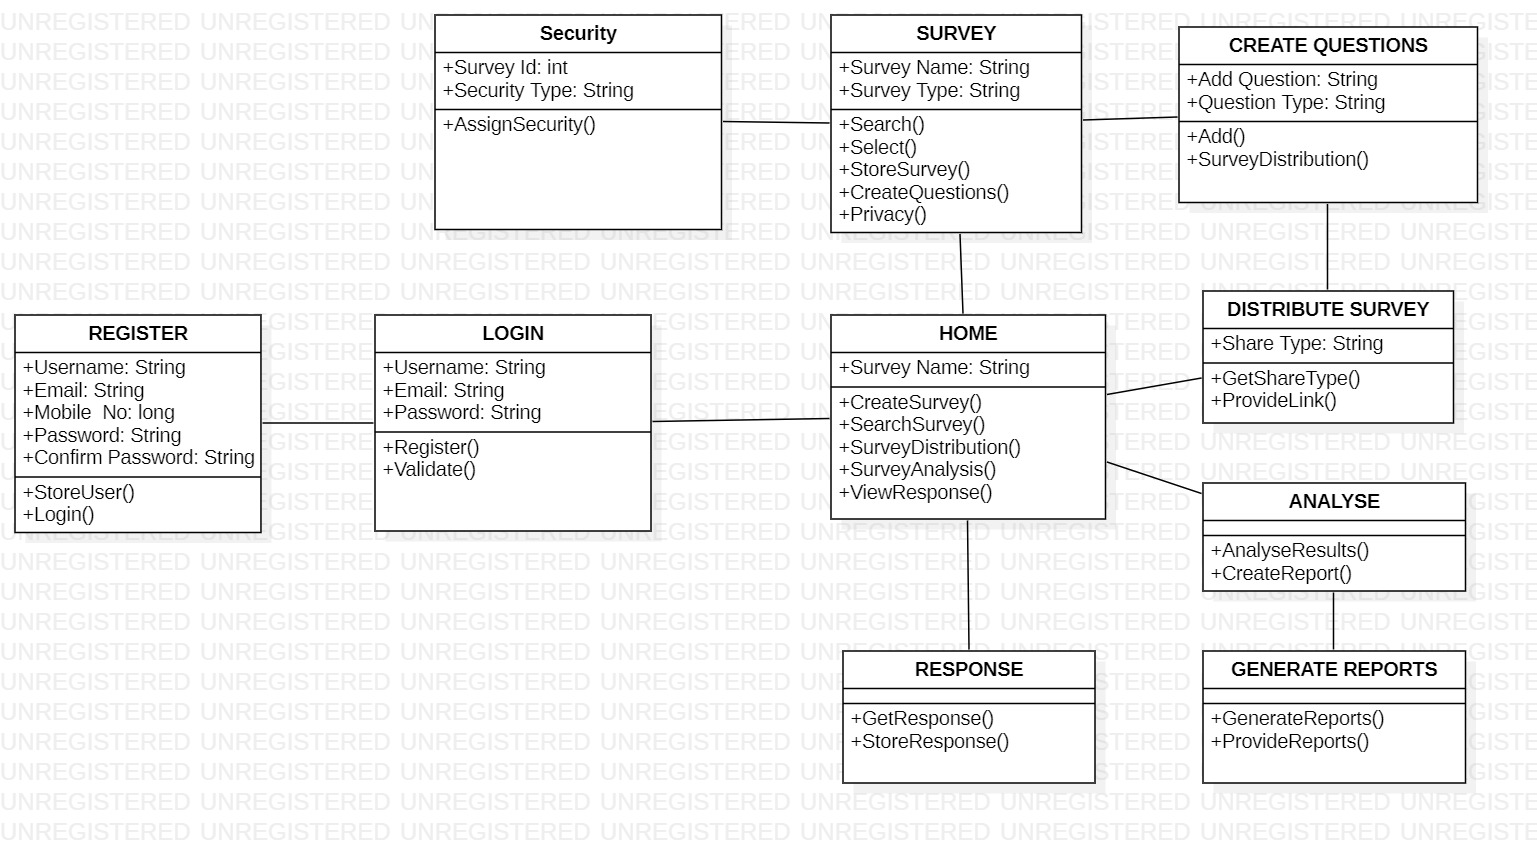 Security
+Survey Id: int
+Security Type: String
+AssignSecurity()
SURVEY
+Survey Name: String
+Survey Type: String
+Search()
+Select()
+StoreSurvey()
+CreateQuestions()
+Privacy()
CREATE QUESTIONS
+Add Question: String
+Question Type: String
+Add()
+SurveyDistribution()
REGISTER
+Username: String
+Email: String
+Mobile  No: long
+Password: String
+Confirm Password: String
+StoreUser()
+Login()
LOGIN
+Username: String
+Email: String
+Password: String
+Register()
+Validate()
HOME
+Survey Name: String
+CreateSurvey()
+SearchSurvey()
+SurveyDistribution()
+SurveyAnalysis()
+ViewResponse()
DISTRIBUTE SURVEY
+Share Type: String
+GetShareType()
+ProvideLink()
ANALYSE
+AnalyseResults()
+CreateReport()
RESPONSE
+GetResponse()
+StoreResponse()
GENERATE REPORTS
+GenerateReports()
+ProvideReports()
UNREGISTERED